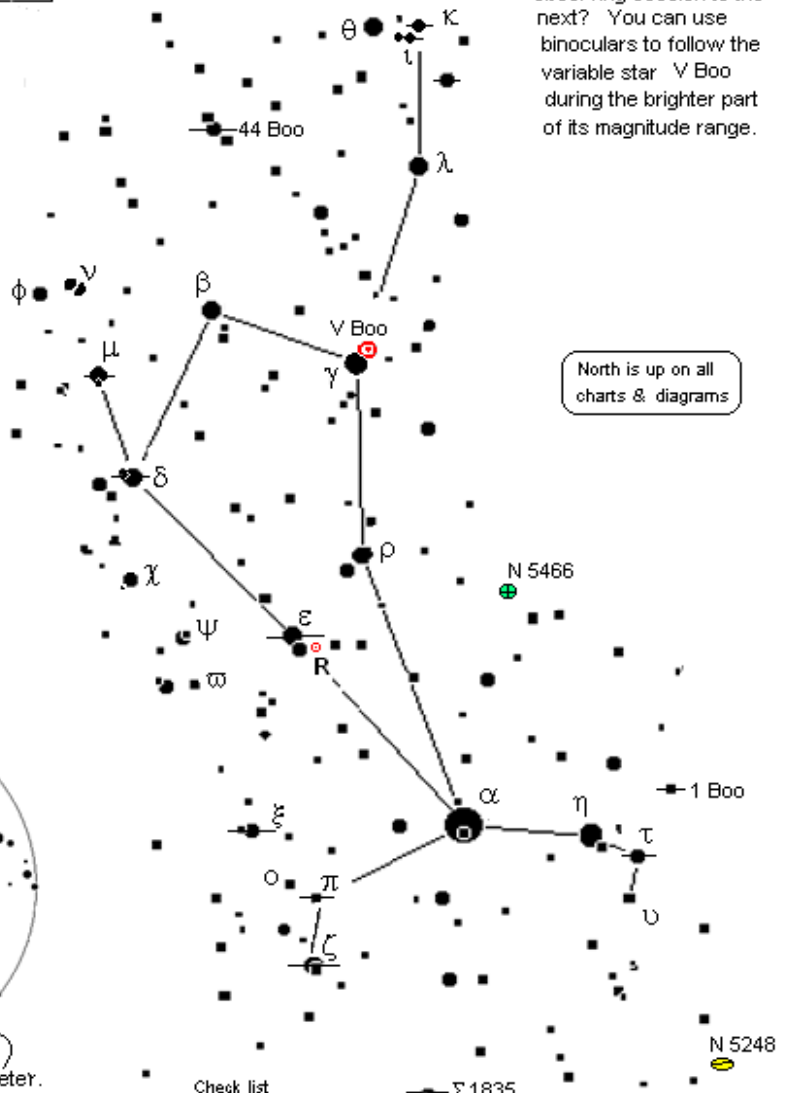 next? You can use
binoculars to follow the
variable star V Boo
during the brighter part
of its magnitude range.
θ
κ
ι
44 Boo
λ
ν
φ
β
V Boo
μ
γ
North is up on all
charts & diagrams
δ
ρ
χ
N 5466
ε
ψ
R
ϖ
α
η
1 Boo
ξ
τ
ο
π
υ
ζ
N 5248
eter.
Check list
Σ 1835